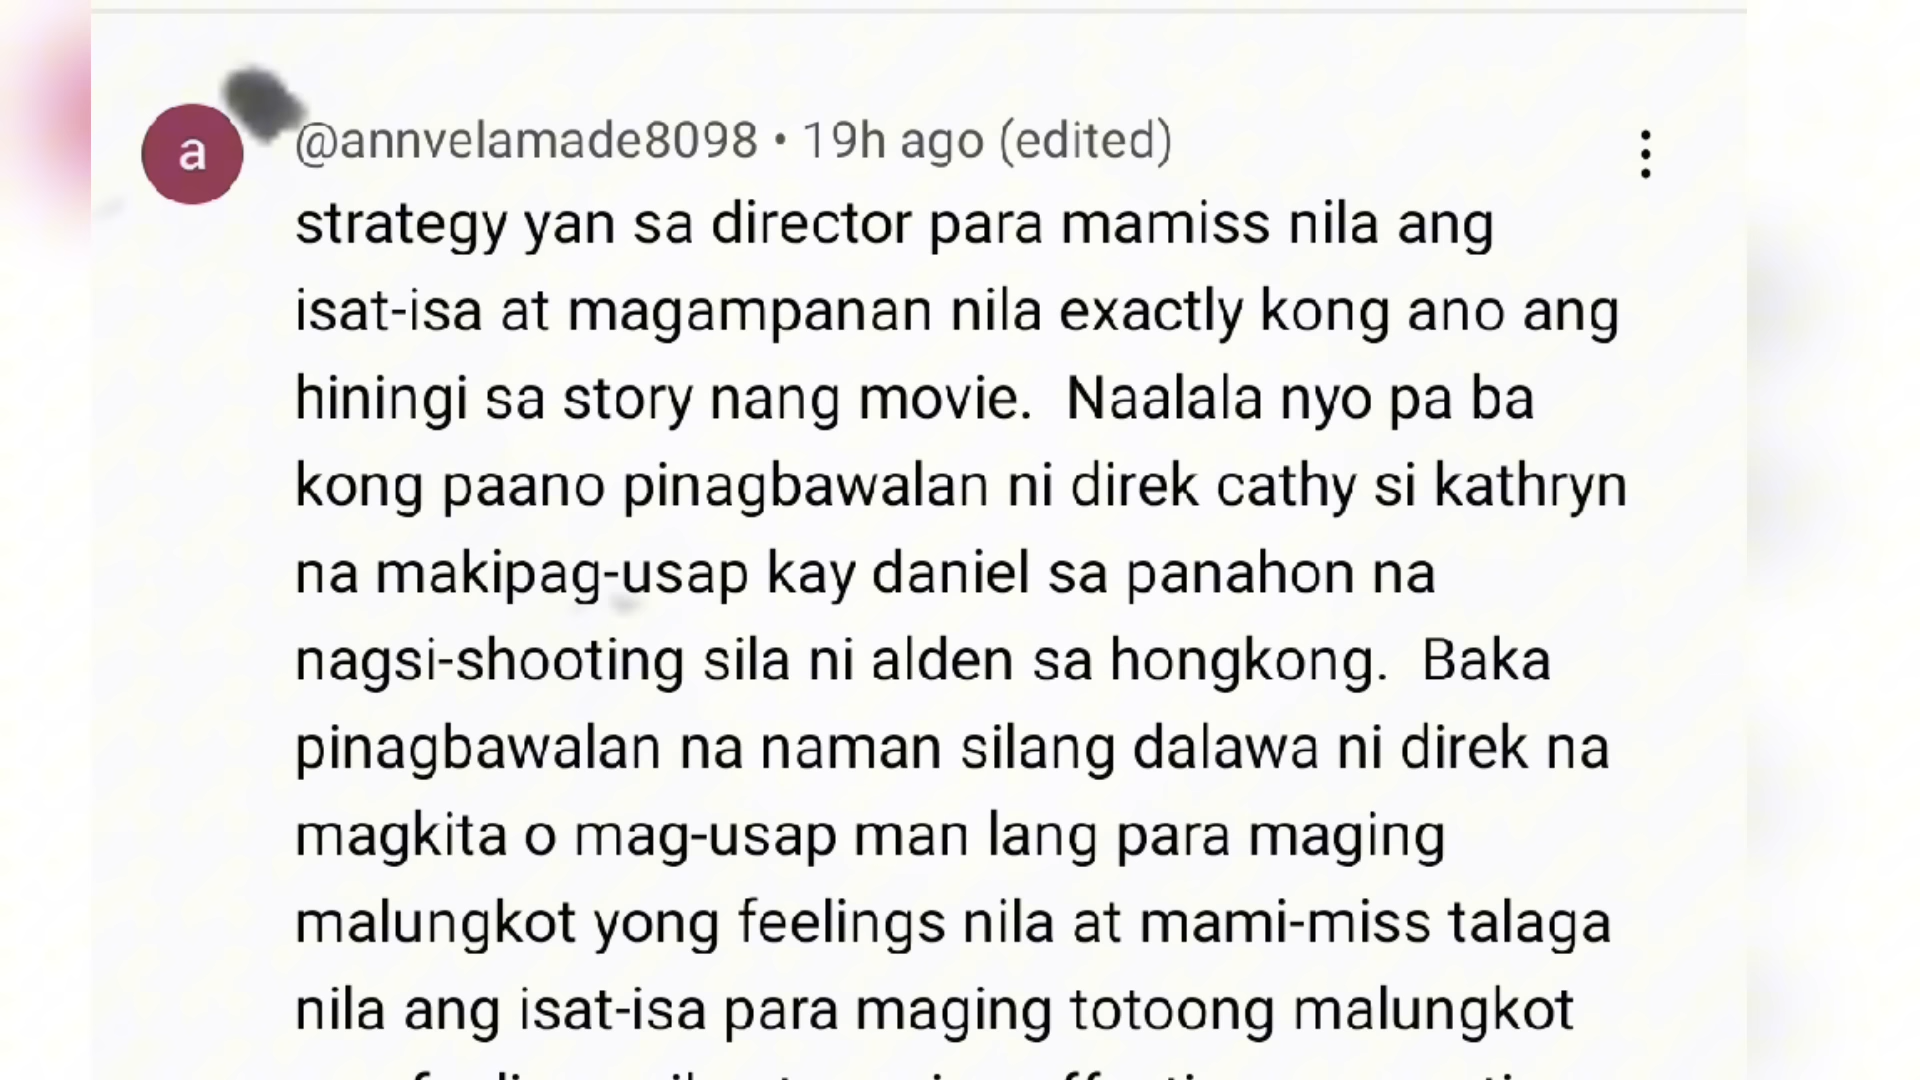 a
@annvelamade8098 • 19h ago (edited)
strategy yan sa director para mamiss nila ang
isat-isa at magampanan nila exactly kong ano ang
hiningi sa story nang movie.  Naalala nyo pa ba
kong paano pinagbawalan ni direk cathy si kathryn
na makipag-usap kay daniel sa panahon na
nagsi-shooting sila ni alden sa hongkong.  Baka
pinagbawalan na naman silang dalawa ni direk na
magkita o mag-usap man lang para maging
malungkot yong feelings nila at mami-miss talaga
nila ang isat-isa para maging totoong malungkot